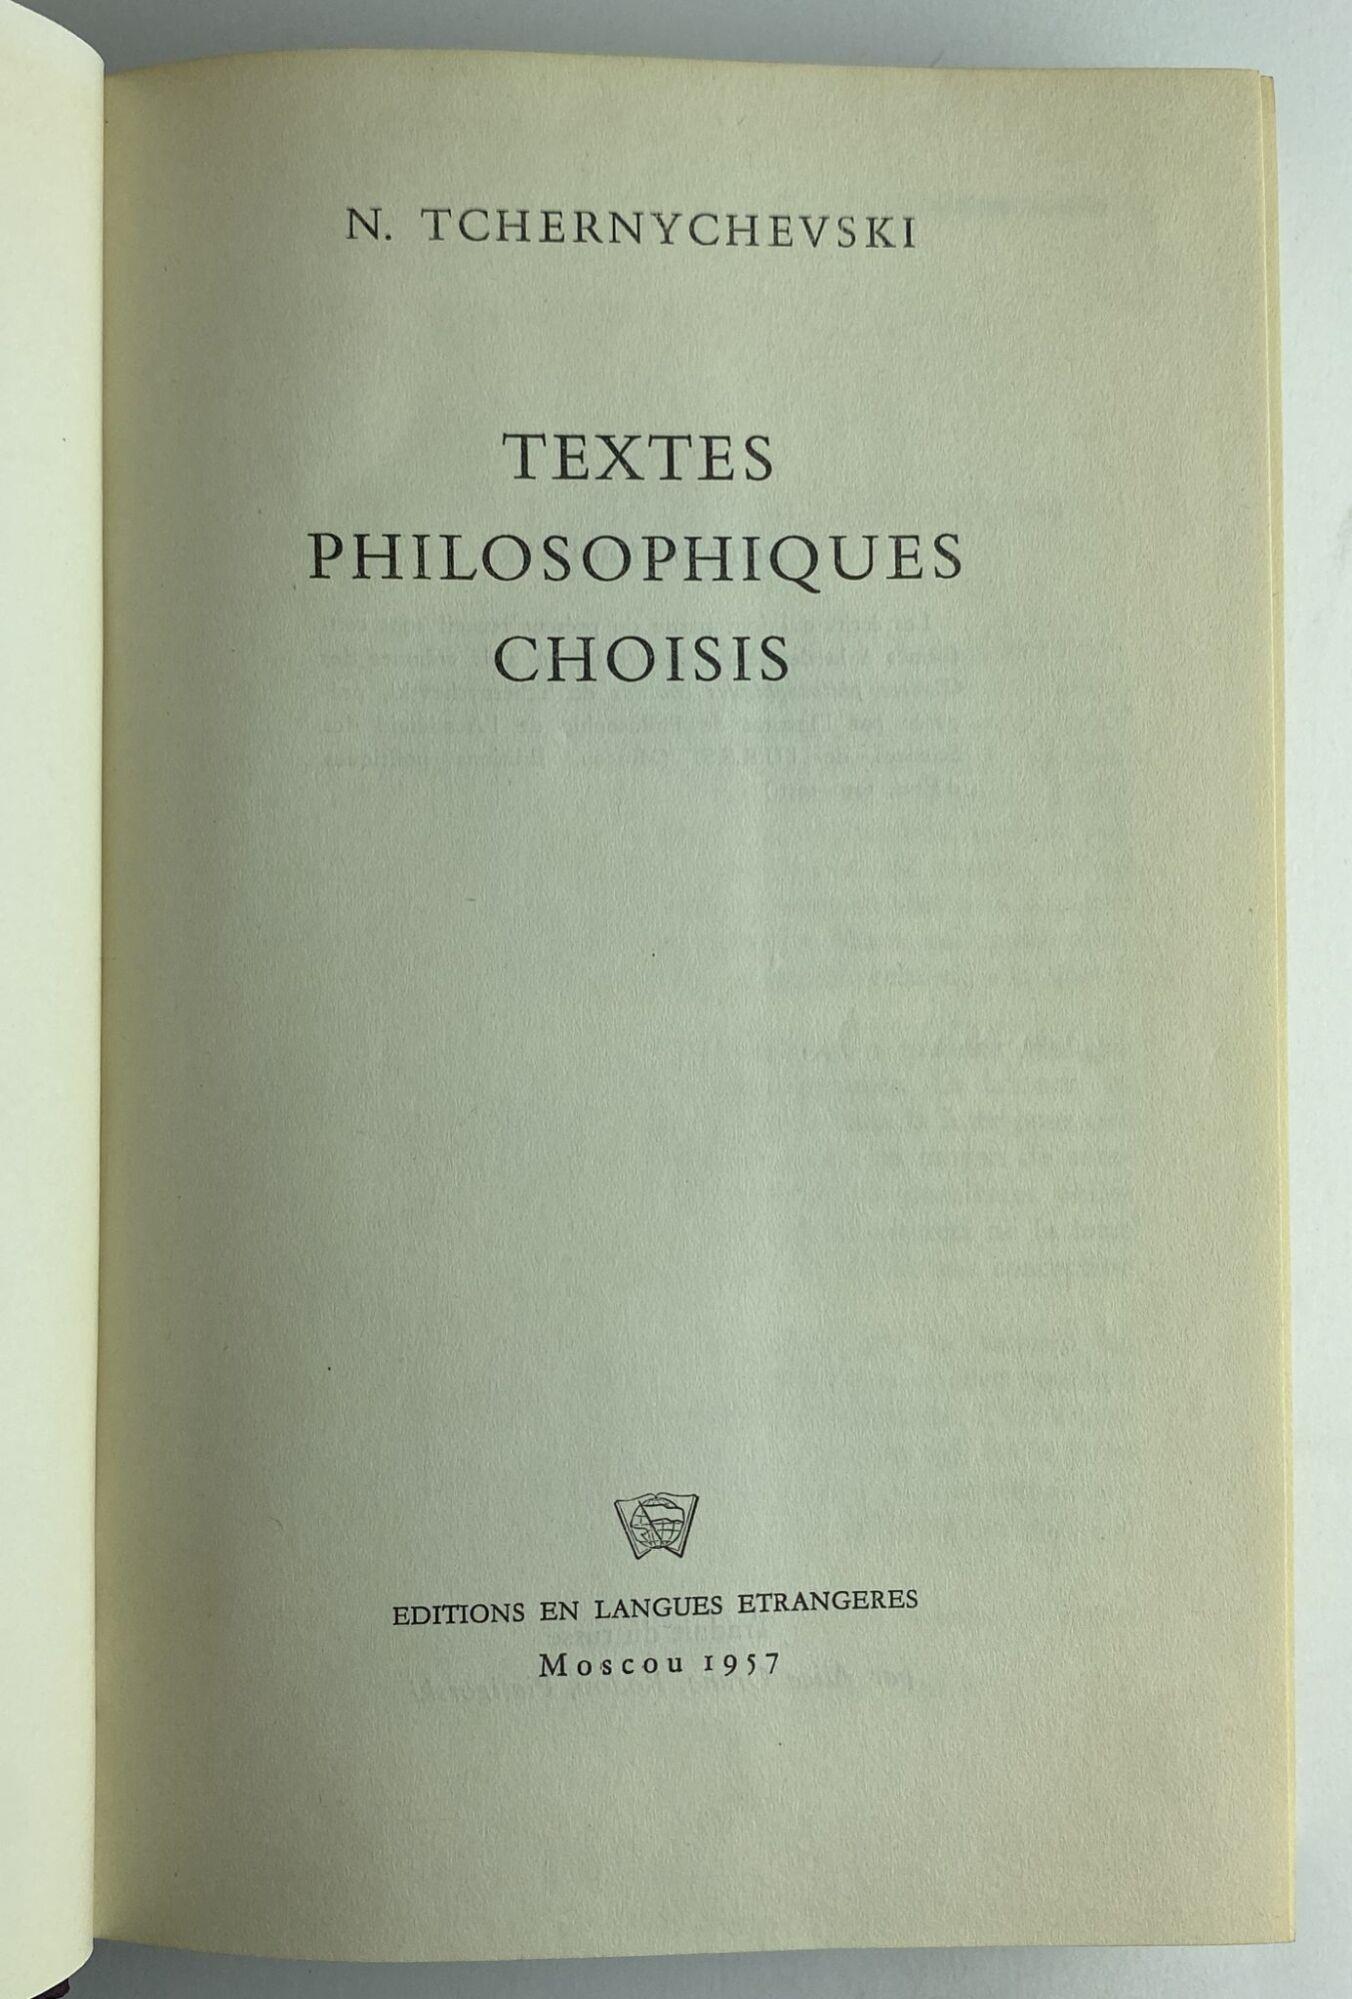 N. TCHERNYCHEVSKI
TEXTES
PHILOSOPHIQUES
CHOISIS
EDITIONS EN LANGUES ETRANGERES
Moscou 1957